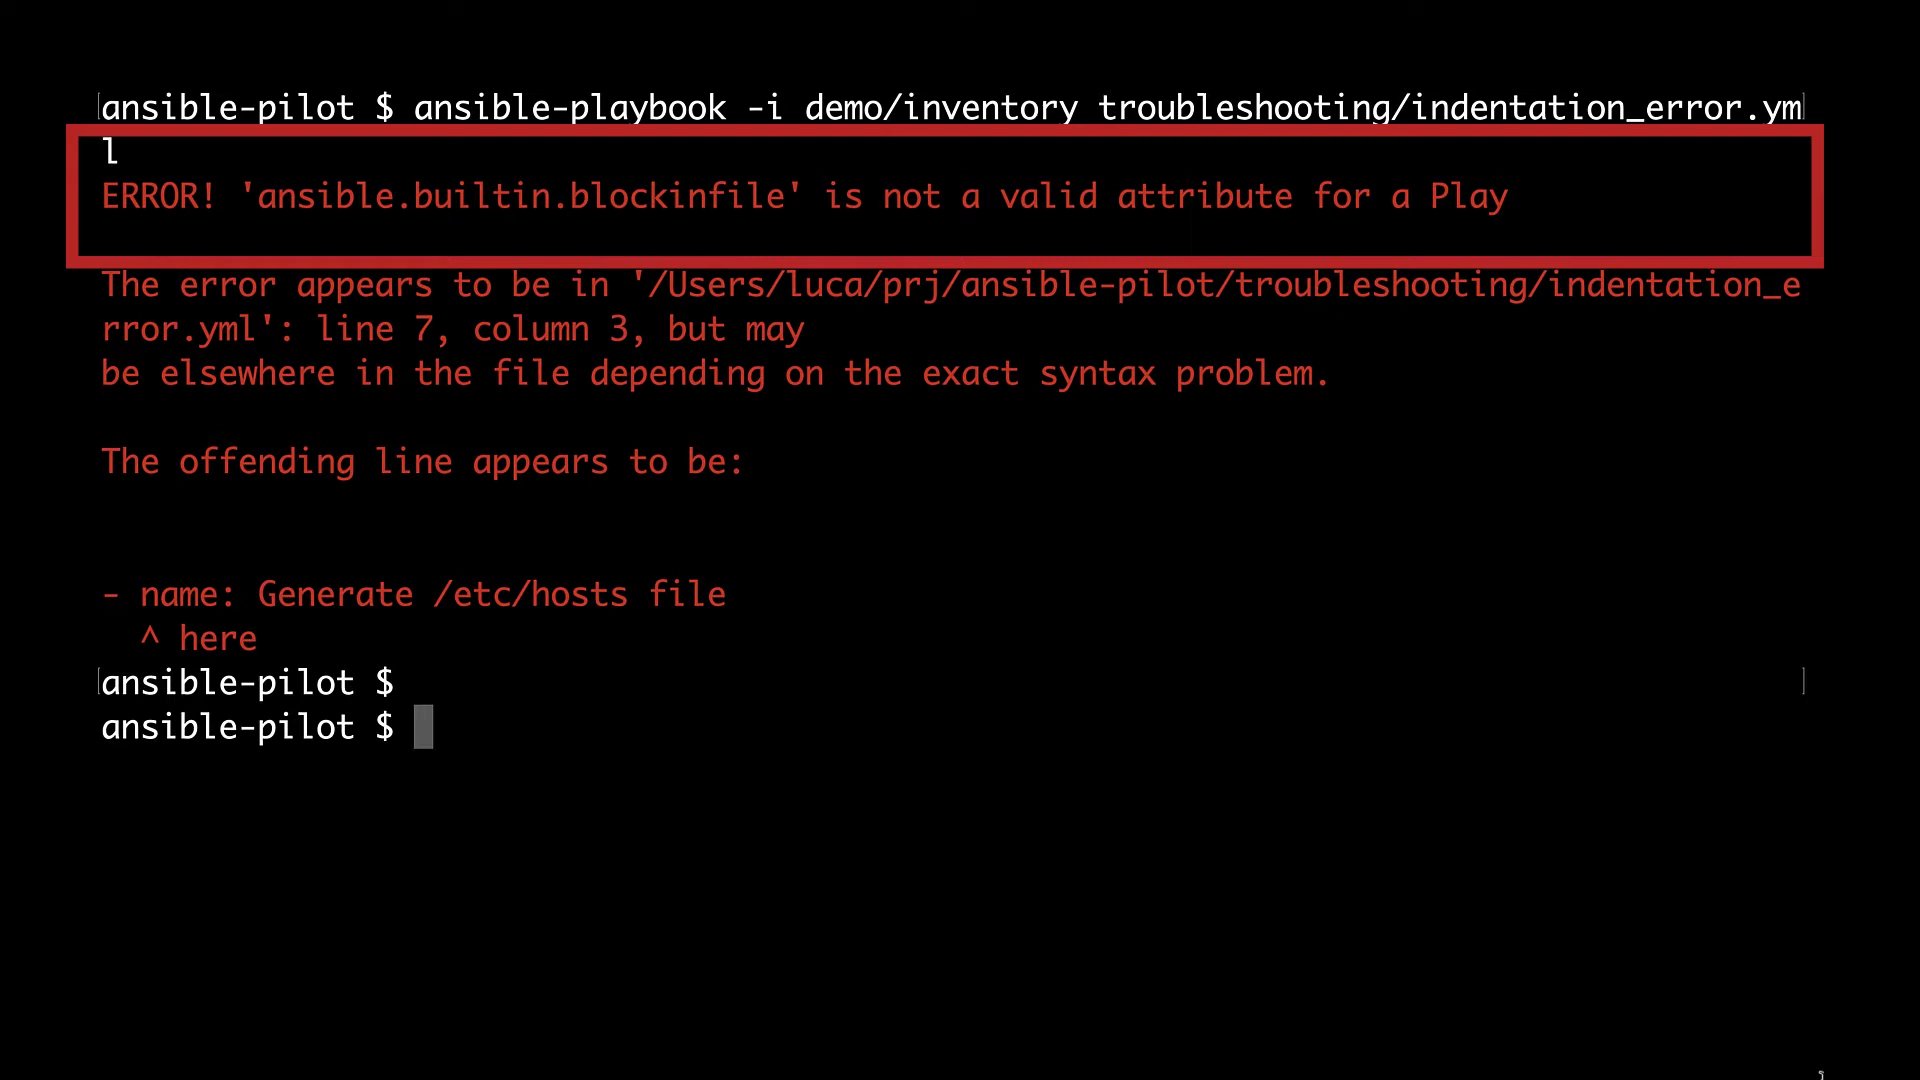 ansible-pilot $ ansible-playbook -i demo/inventory troubleshooting/indentation_error.ym
l
ERROR! 'ansible.builtin.blockinfile' is not a valid attribute for a Play
The error appears to be in '/Users/luca/prj/ansible-pilot/troubleshooting/indentation_e
rror.yml': line 7, column 3, but may
be elsewhere in the file depending on the exact syntax problem.
The offending line appears to be:
- name: Generate /etc/hosts file
  ^ here
ansible-pilot $
ansible-pilot $